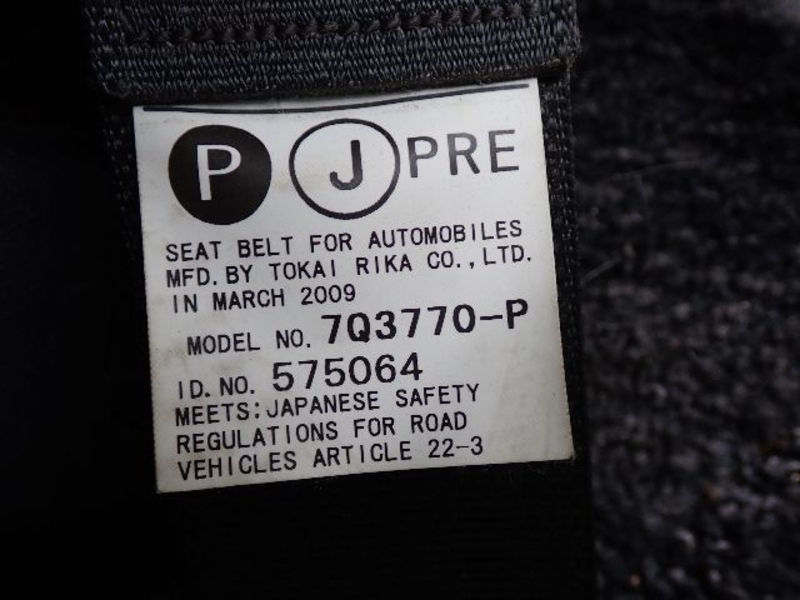 P J PRE
SEAT BELT FOR AUTOMOBILES
MFD. BY TOKAI RIKA CO., LTD.
IN MARCH 2009
MODEL NO. 7Q3770-P
ID. NO. 575064
MEETS: JAPANESE SAFETY
REGULATIONS FOR ROAD
VEHICLES ARTICLE 22-3